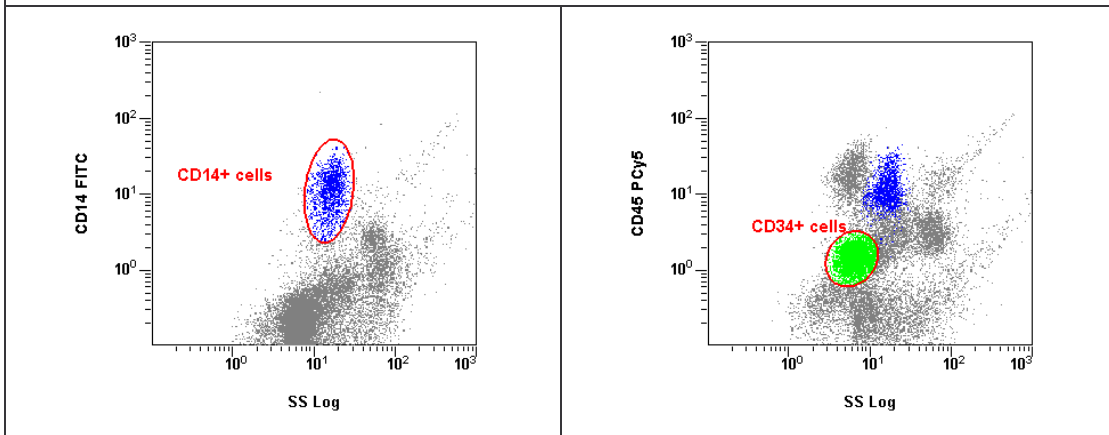 10³
10²
CD14+ cells
10¹
CD14 FITC
10⁰
10⁰ 10¹ 10² 10³
SS Log
10³
10²
10¹
CD45 PCy5
CD34+ cells
10⁰
10⁰ 10¹ 10² 10³
SS Log